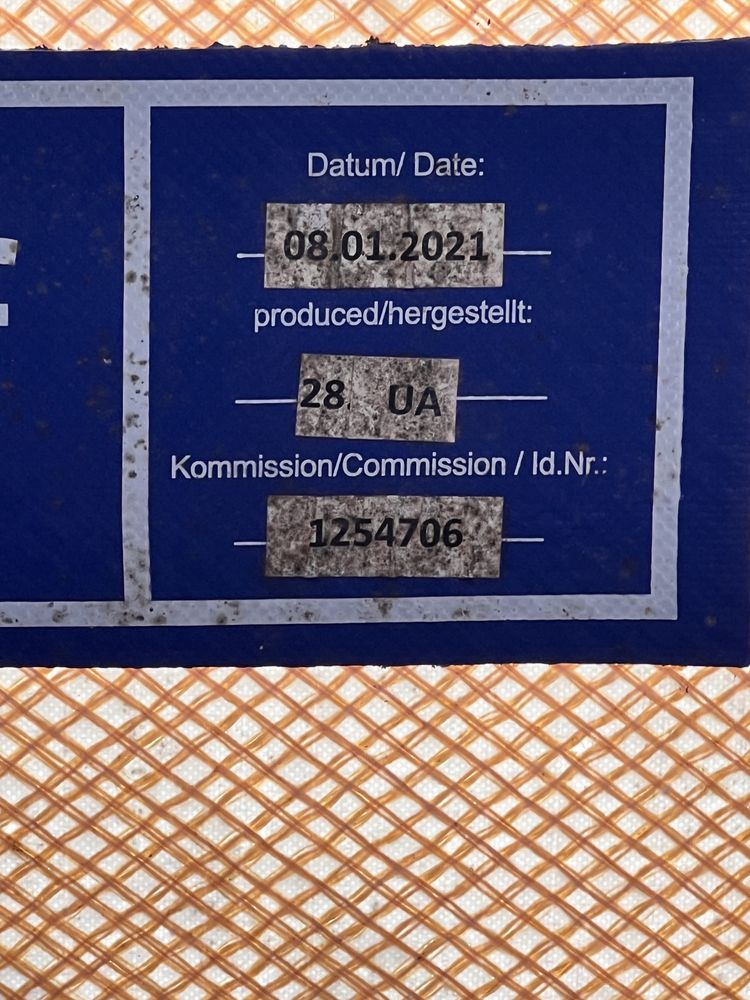 Datum/ Date:
08.01.2021
produced/hergestellt:
28 UA
Kommission/Commission / Id.Nr.:
1254706